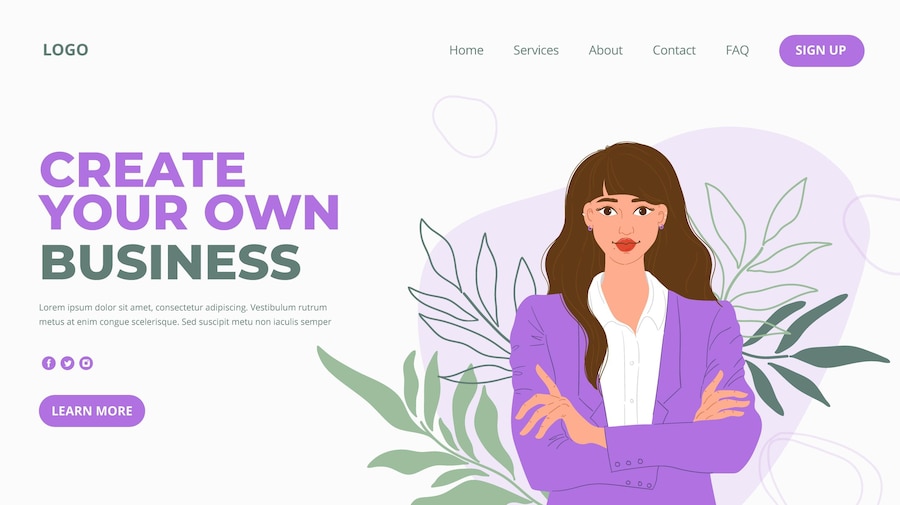 LOGO
Home Services About Contact FAQ SIGN UP
CREATE
YOUR OWN
BUSINESS
Lorem ipsum dolor sit amet, consectetur adipiscing. Vestibulum rutrum
metus at enim congue scelerisque. Sed suscipit metu non iaculis semper
LEARN MORE